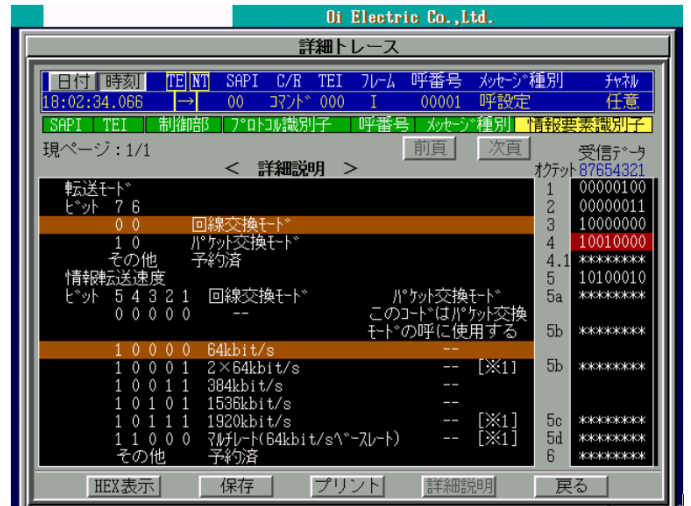 Oi Electric Co.,Ltd.
詳細トレース
日付 時刻 TE NT SAPI C/R TEI フレーム 呼番号 メッセージ種別 チャネル
18:02:34.066 → 00 コマンド 000 I 00001 呼設定 任意
SAPI TEI 制御部 プロトコル識別子 呼番号 メッセージ種別 情報要素識別子
現ページ:1/1 前頁 次頁 受信データ
< 詳細説明 > オクテット 87654321
転送モード 1 00000100
ビット 7 6 2 00000011
0 0 回線交換モード 3 10000000
1 0 パケット交換モード 4 10010000
その他 予約済 4.1 ********
情報転送速度 5 10100010
ビット 5 4 3 2 1 回線交換モード パケット交換モード 5a ********
0 0 0 0 0 -- このコードはパケット交換
モードの呼に使用する 5b ********
1 0 0 0 0 64kbit/s --
1 0 0 0 1 2×64kbit/s -- [※1] 5b ********
1 0 0 1 1 384kbit/s --
1 0 1 0 1 1536kbit/s --
1 0 1 1 1 1920kbit/s -- [※1] 5c ********
1 1 0 0 0 マルチレート(64kbit/sベースレート) -- [※1] 5d ********
その他 予約済 6 ********
HEX表示 保存 プリント 詳細説明 戻る